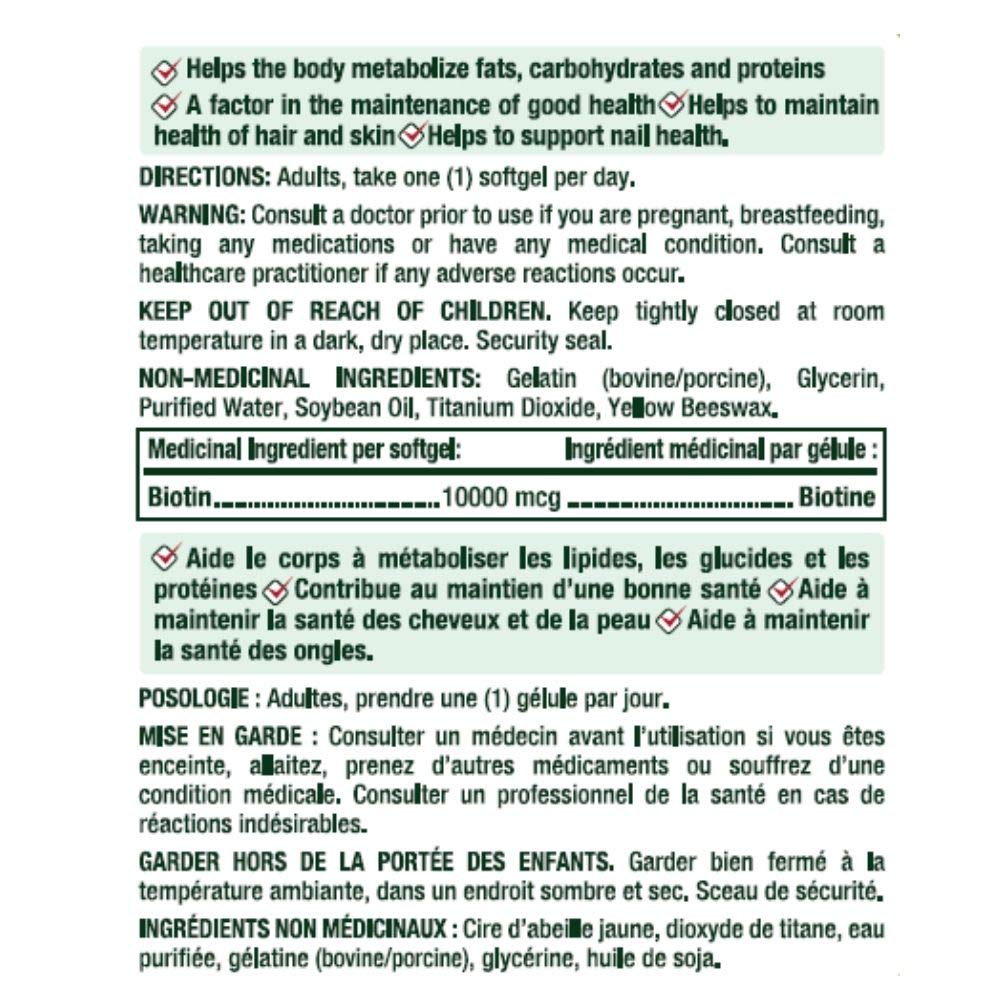 Helps the body metabolize fats, carbohydrates and proteins
A factor in the maintenance of good health Helps to maintain
health of hair and skin Helps to support nail health.
DIRECTIONS: Adults, take one (1) softgel per day.
WARNING: Consult a doctor prior to use if you are pregnant, breastfeeding,
taking any medications or have any medical condition. Consult a
healthcare practitioner if any adverse reactions occur.
KEEP OUT OF REACH OF CHILDREN. Keep tightly closed at room
temperature in a dark, dry place. Security seal.
NON-MEDICINAL INGREDIENTS: Gelatin (bovine/porcine), Glycerin,
Purified Water, Soybean Oil, Titanium Dioxide, Yellow Beeswax.
Medicinal Ingredient per softgel: Ingrédient médicinal par gélule :
Biotin..............................10000 mcg .............................. Biotine
Aide le corps à métaboliser les lipides, les glucides et les
protéines Contribue au maintien d'une bonne santé Aide à
maintenir la santé des cheveux et de la peau Aide à maintenir
la santé des ongles.
POSOLOGIE : Adultes, prendre une (1) gélule par jour.
MISE EN GARDE : Consulter un médecin avant l'utilisation si vous êtes
enceinte, allaitez, prenez d'autres médicaments ou souffrez d'une
condition médicale. Consulter un professionnel de la santé en cas de
réactions indésirables.
GARDER HORS DE LA PORTÉE DES ENFANTS. Garder bien fermé à la
température ambiante, dans un endroit sombre et sec. Sceau de sécurité.
INGRÉDIENTS NON MÉDICINAUX : Cire d'abeille jaune, dioxyde de titane, eau
purifiée, gélatine (bovine/porcine), glycérine, huile de soja.